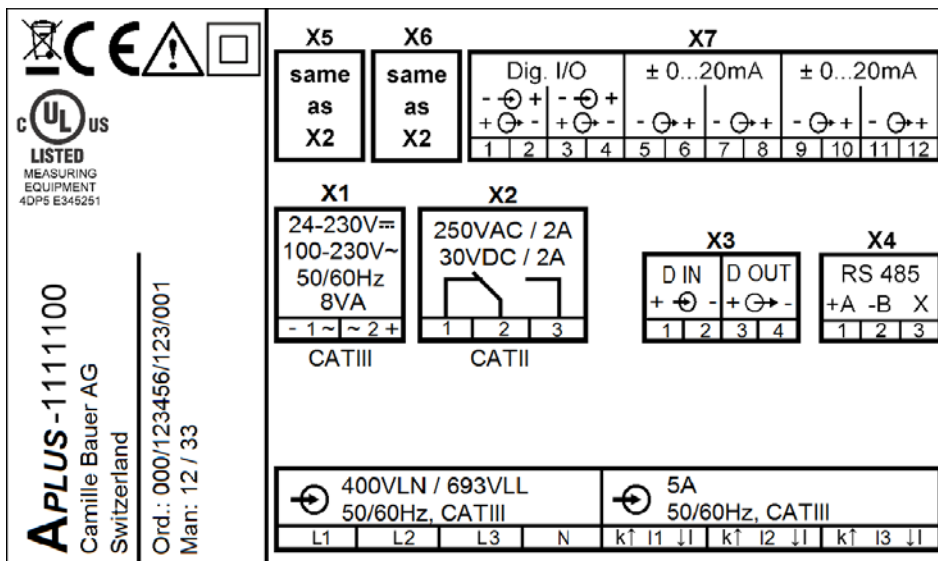 CE
C UL US
LISTED
MEASURING
EQUIPMENT
4DP5 E345251
APLUS-1111100
Camille Bauer AG
Switzerland
Ord.: 000/123456/123/001
Man: 12 / 33
X5
same
as
X2
X6
same
as
X2
X7
Dig. I/O ± 0...20mA ± 0...20mA
- + - +
+ - + - - + - + - + - +
1 2 3 4 5 6 7 8 9 10 11 12
X1
24-230V⎓
100-230V~
50/60Hz
8VA
- 1 ~ ~ 2 +
CATIII
X2
250VAC / 2A
30VDC / 2A
1 2 3
CATII
X3
D IN D OUT
+ - + -
1 2 3 4
X4
RS 485
+A -B X
1 2 3
400VLN / 693VLL
50/60Hz, CATIII
L1 L2 L3 N
5A
50/60Hz, CATIII
k↑ I1 ↓l k↑ I2 ↓l k↑ I3 ↓l